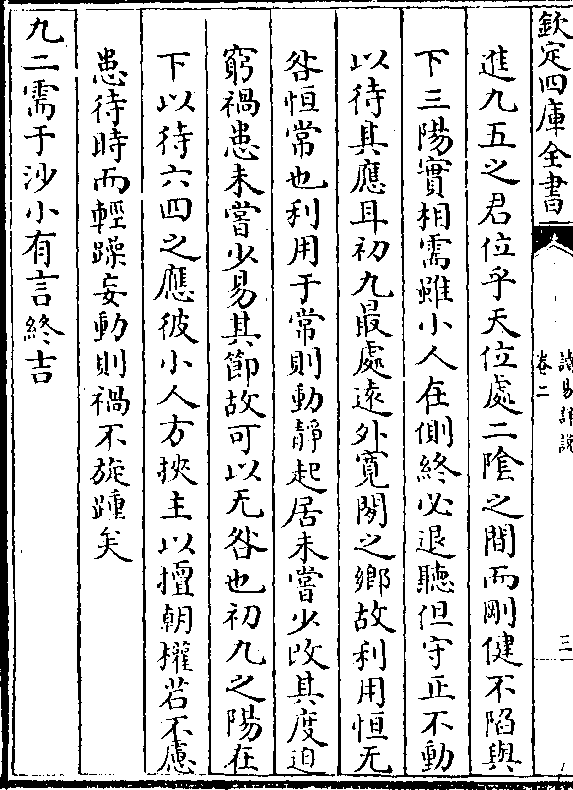 欽定四庫全書
讀易詳說
卷二
三
進九五之君位乎天位處二陰之間而剛健不陷與
下三陽實相需雖小人在側終必退聽但守正不動
以待其應耳初九最處遠外寛閑之鄉故利用恒无
咎恒常也利用于常則動靜起居未嘗少改其度迫
窮禍患未嘗少易其節故可以无咎也初九之陽在
下以待六四之應彼小人方挾主以擅朝權若不慮
患待時而輕躁妄動則禍不旋踵矣
九二需于沙小有言終吉